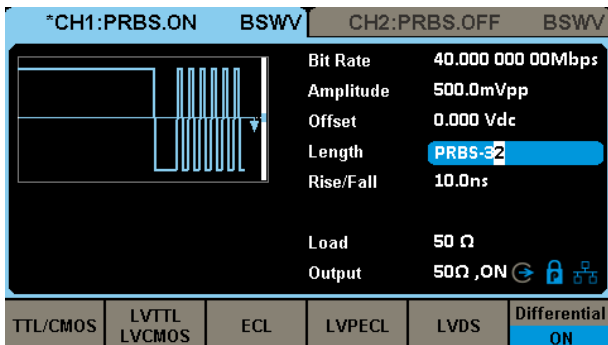 *CH1:PRBS.ON BSWV CH2:PRBS.OFF BSWV
Bit Rate 40.000 000 00Mbps
Amplitude 500.0mVpp
Offset 0.000 Vdc
Length PRBS-32
Rise/Fall 10.0ns
Load 50 Ω
Output 50Ω ,ON P
TTL/CMOS LVTTL LVCMOS ECL LVPECL LVDS Differential ON